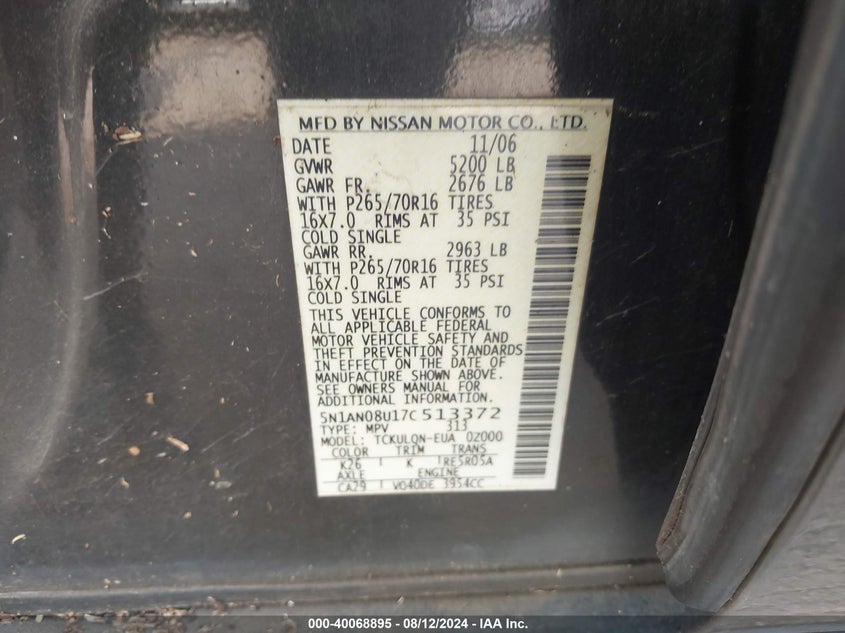 MFD BY NISSAN MOTOR CO., LTD.
DATE 11/06
GVWR 5200 LB
GAWR FR. 2676 LB
WITH P265/70R16 TIRES
16X7.0 RIMS AT 35 PSI
COLD SINGLE
GAWR RR. 2963 LB
WITH P265/70R16 TIRES
16X7.0 RIMS AT 35 PSI
COLD SINGLE
THIS VEHICLE CONFORMS TO
ALL APPLICABLE FEDERAL
MOTOR VEHICLE SAFETY AND
THEFT PREVENTION STANDARDS
IN EFFECT ON THE DATE OF
MANUFACTURE SHOWN ABOVE.
SEE OWNERS MANUAL FOR
ADDITIONAL INFORMATION.
5N1AN08U17C513372
TYPE: MPV 313
MODEL: TCKULQN-EUA 0Z000
COLOR TRIM TRANS
K26 K RE5R05A
AXLE ENGINE
CA29 VQ40DE 3954CC
000-40068895 - 08/12/2024 - IAA Inc.